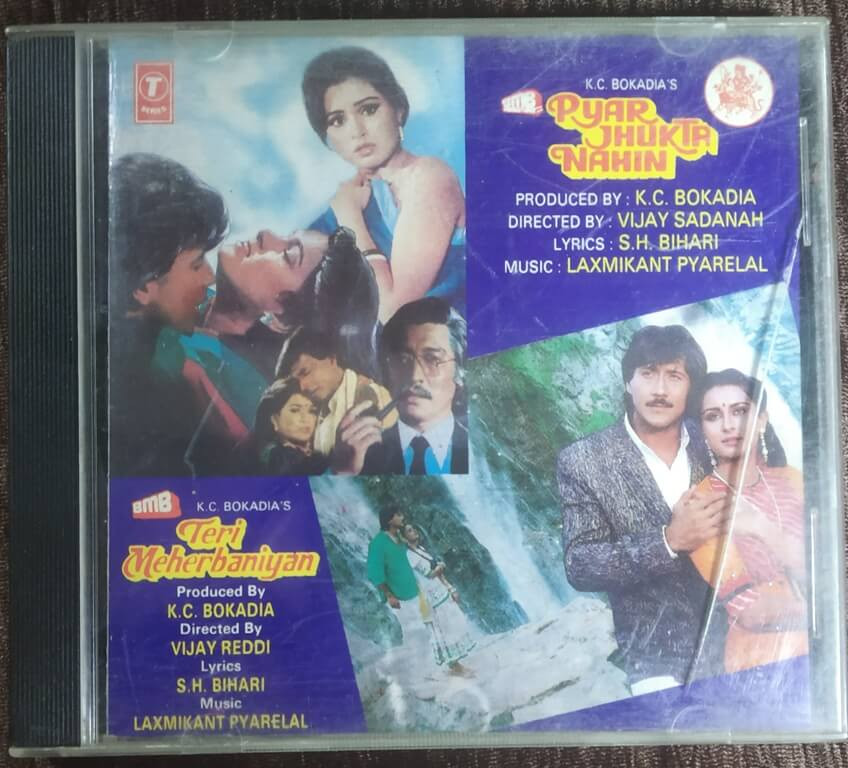 T
SERIES
K.C. BOKADIA'S
BMB
PYAR
JHUKTA
NAHIN
PRODUCED BY : K.C. BOKADIA
DIRECTED BY : VIJAY SADANAH
LYRICS : S.H. BIHARI
MUSIC : LAXMIKANT PYARELAL
BMB
K.C. BOKADIA'S
Teri
Meherbaniyan
Produced By
K.C. BOKADIA
Directed By
VIJAY REDDI
Lyrics
S.H. BIHARI
Music
LAXMIKANT PYARELAL